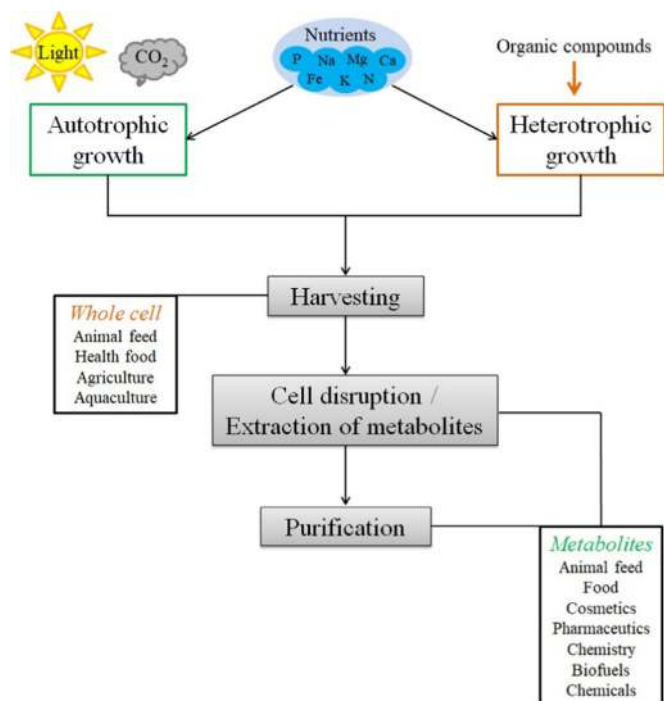 Light
CO2
Nutrients
P Na Mg Ca
Fe K N
Organic compounds
Autotrophic
growth
Heterotrophic
growth
Harvesting
Whole cell
Animal feed
Health food
Agriculture
Aquaculture
Cell disruption /
Extraction of metabolites
Purification
Metabolites
Animal feed
Food
Cosmetics
Pharmaceutics
Chemistry
Biofuels
Chemicals